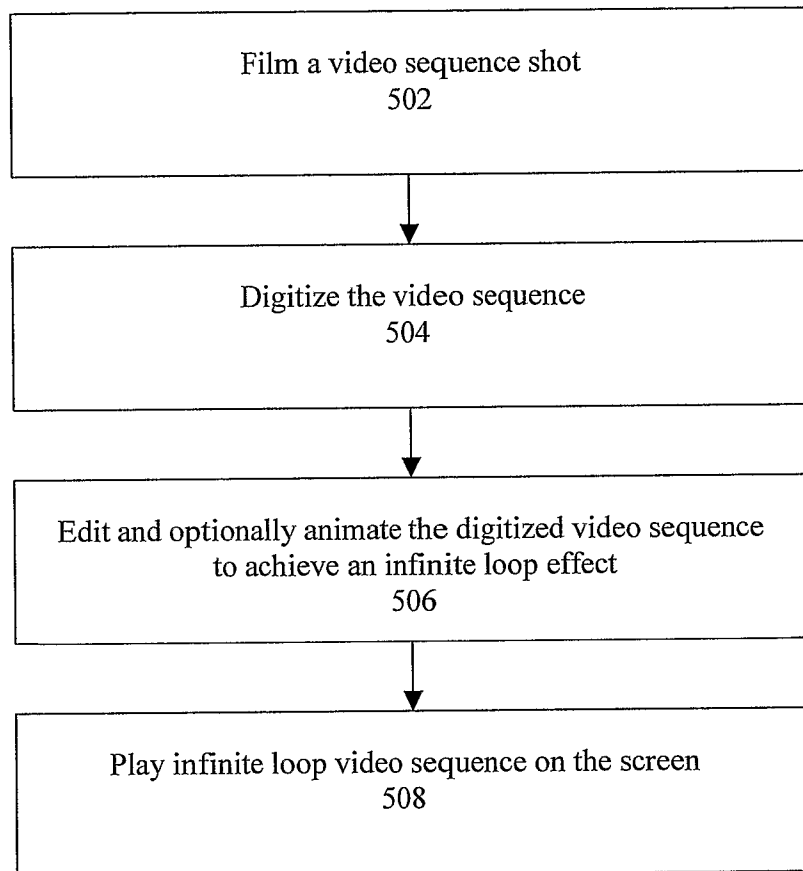 Film a video sequence shot
502
Digitize the video sequence
504
Edit and optionally animate the digitized video sequence
to achieve an infinite loop effect
506
Play infinite loop video sequence on the screen
508